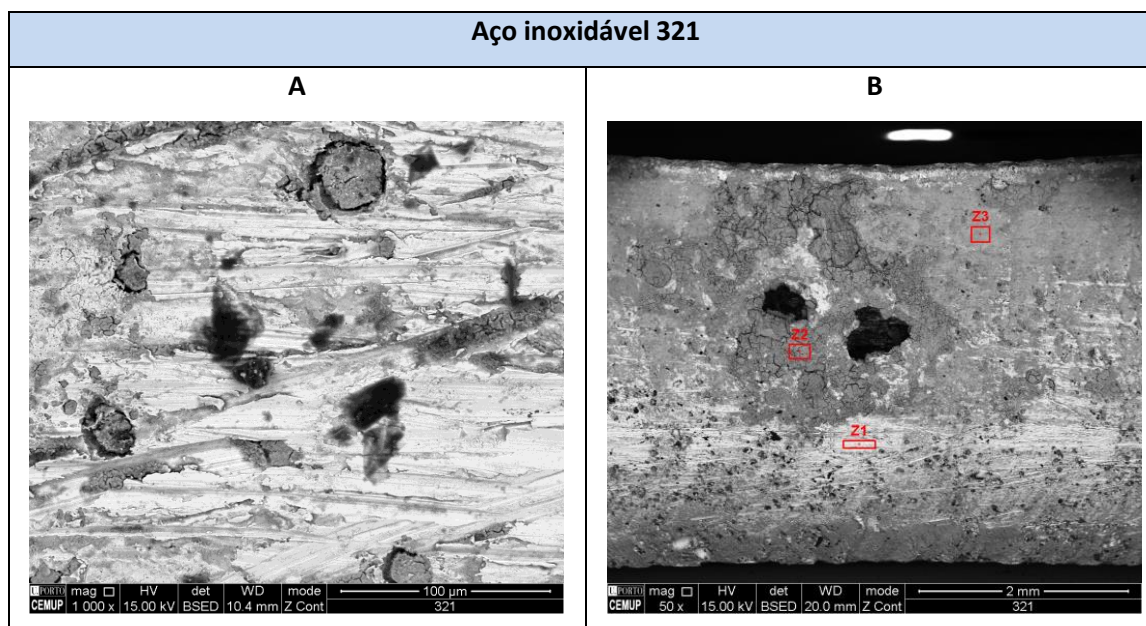 Aço inoxidável 321
A
B
Z3
Z2
Z1
U.PORTO
CEMUP
mag HV det WD mode
1 000 x 15.00 kV BSED 10.4 mm Z Cont
100 µm
321
U.PORTO
CEMUP
mag HV det WD mode
50 x 15.00 kV BSED 20.0 mm Z Cont
2 mm
321